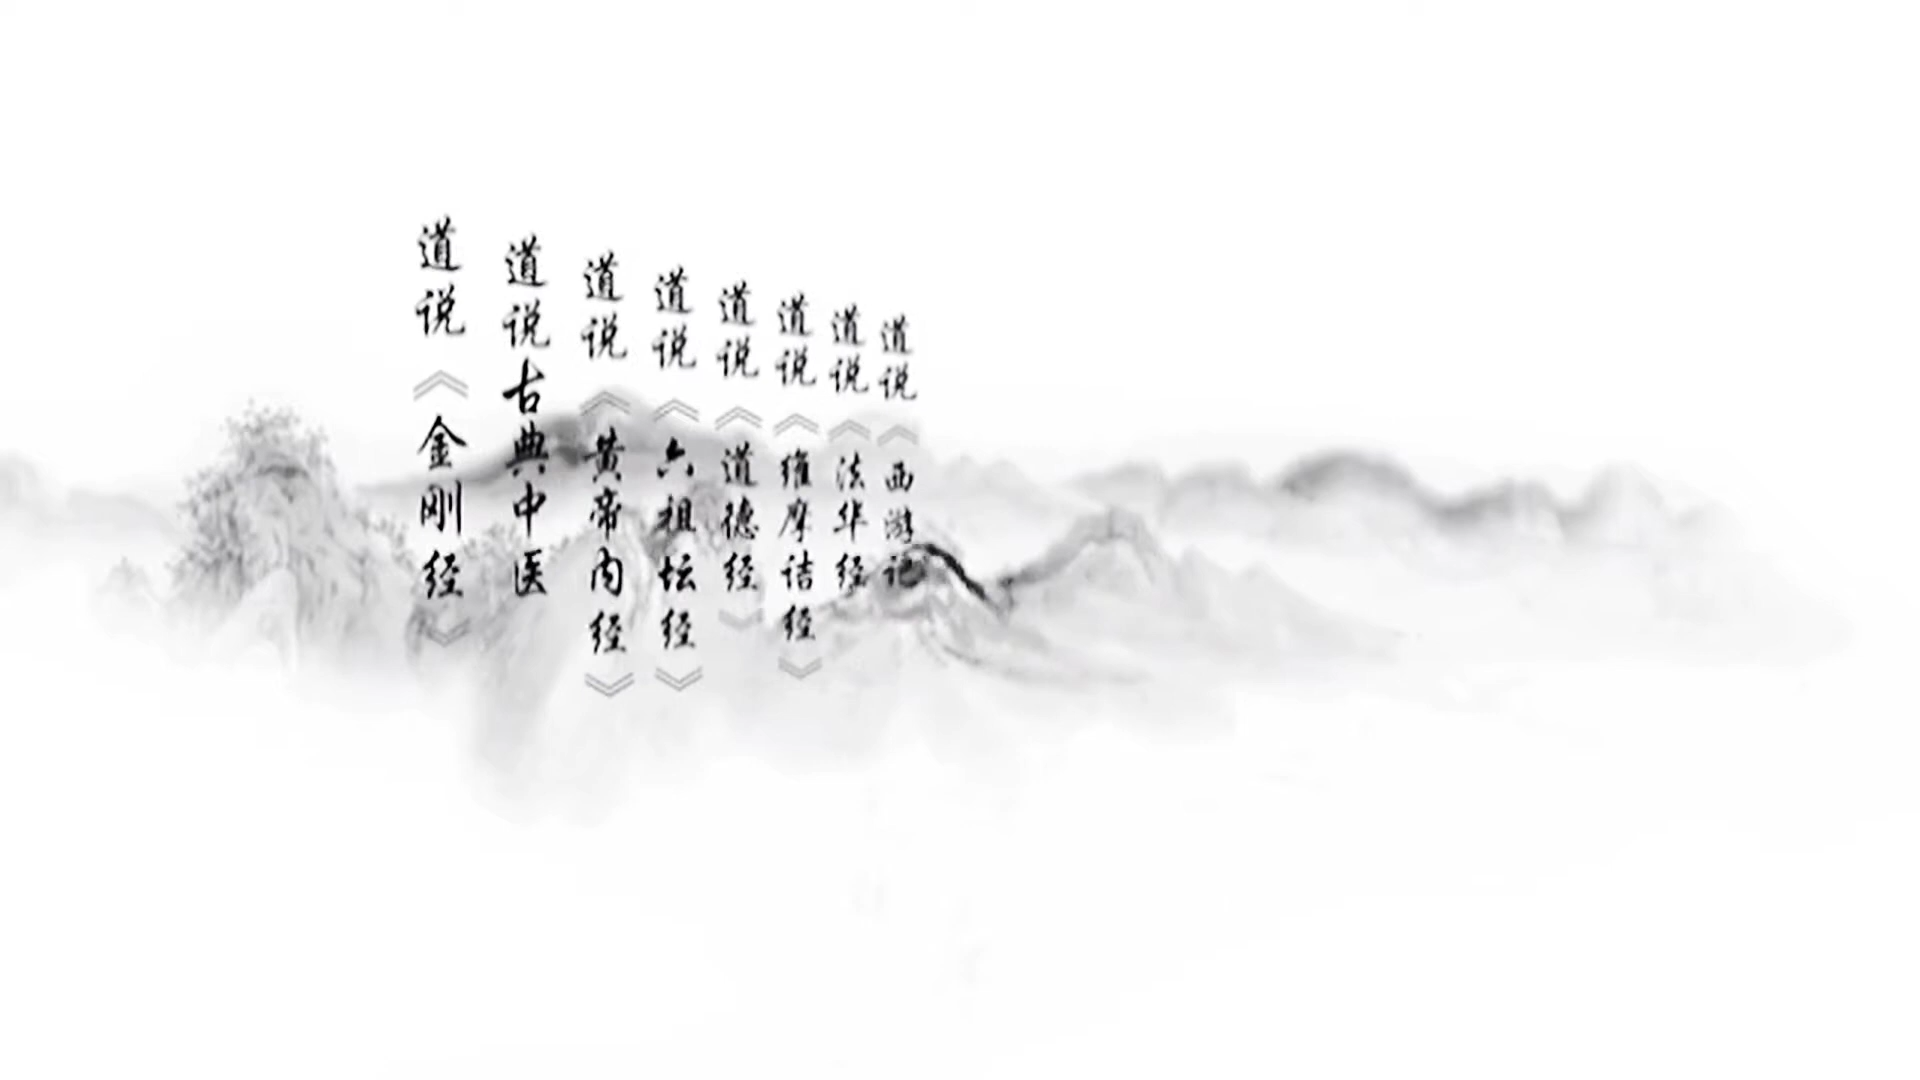 道说《金刚经》
道说古典中医
道说《黄帝内经》
道说《六祖坛经》
道说《道德经》
道说《维摩诘经》
道说《法华经
道说《西游记